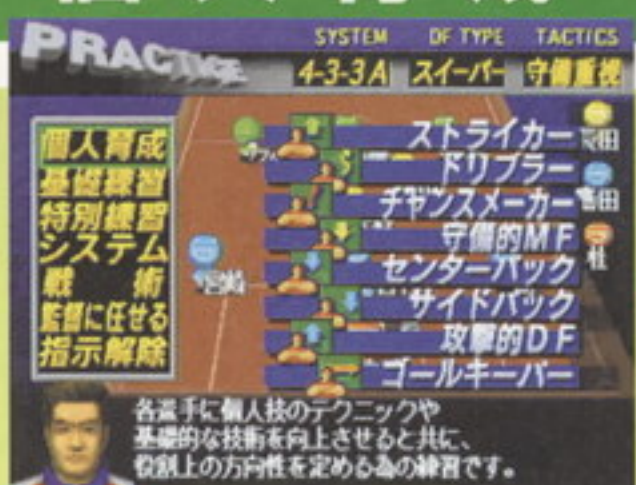 PRACTICE
SYSTEM DF TYPE TACTICS
4-3-3A スイーパー 守備重視
個人育成
基礎練習
特別練習
システム
戦 術
監督に任せる
指示解除
ストライカー
ドリブラー
チャンスメーカー
守備的MF
センターバック
サイドバック
攻撃的DF
ゴールキーパー
宮崎
各選手に個人技のテクニックや
基礎的な技術を向上させると共に、
役割上の方向性を定める為の練習です。